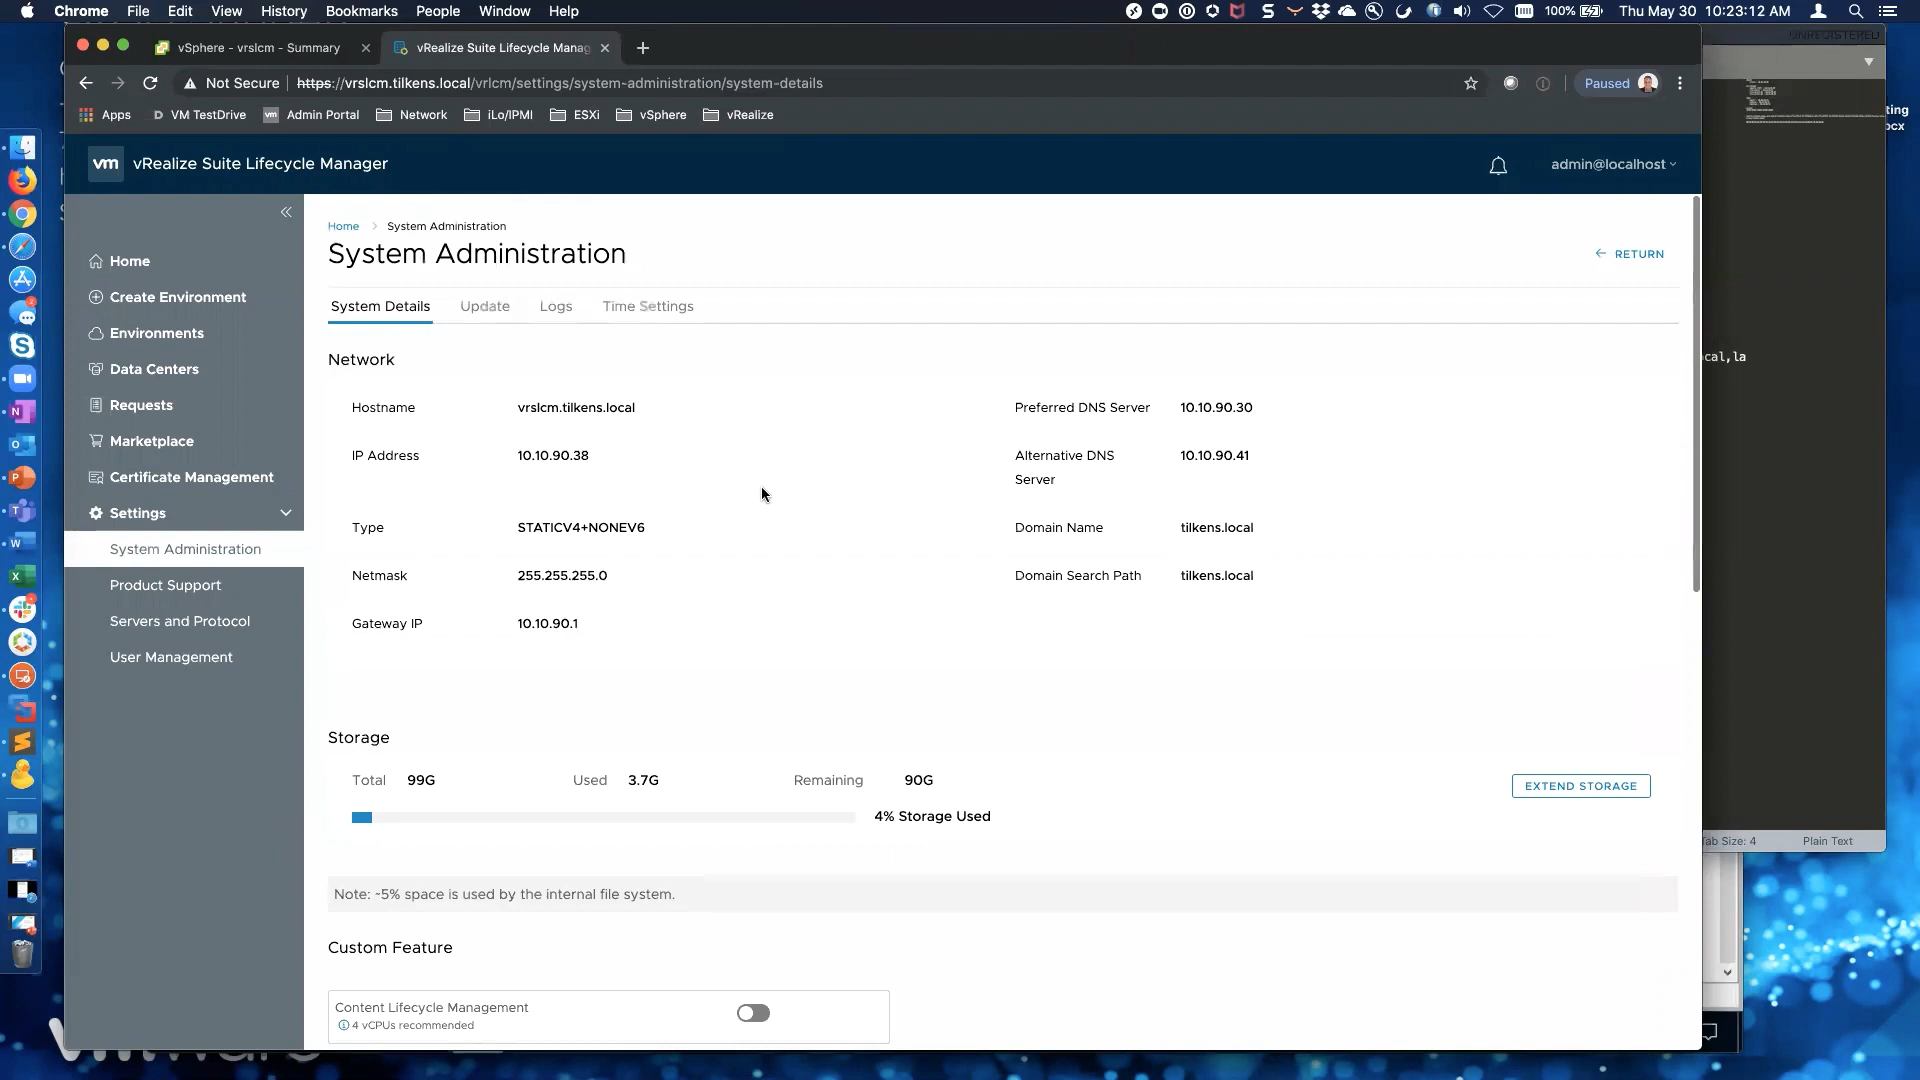 Chrome File Edit View History Bookmarks People Window Help 100% Thu May 30 10:23:12 AM
UNREGISTERED
vSphere - vrslcm - Summary
vRealize Suite Lifecycle Manag
Not Secure https://vrslcm.tilkens.local/vrlcm/settings/system-administration/system-details Paused
Apps VM TestDrive vm Admin Portal Network iLo/IPMI ESXi vSphere vRealize
ting
ocx
vm vRealize Suite Lifecycle Manager admin@localhost
Home
Create Environment
Environments
Data Centers
Requests
Marketplace
Certificate Management
Settings
System Administration
Product Support
Servers and Protocol
User Management
Home > System Administration
System Administration
RETURN
System Details Update Logs Time Settings
Network
Hostname vrslcm.tilkens.local Preferred DNS Server 10.10.90.30
IP Address 10.10.90.38 Alternative DNS Server 10.10.90.41
Type STATICV4+NONEV6 Domain Name tilkens.local
Netmask 255.255.255.0 Domain Search Path tilkens.local
Gateway IP 10.10.90.1
ocal,la
Storage
Total 99G Used 3.7G Remaining 90G
EXTEND STORAGE
4% Storage Used
Note: ~5% space is used by the internal file system.
Custom Feature
Content Lifecycle Management
4 vCPUs recommended
Tab Size: 4 Plain Text